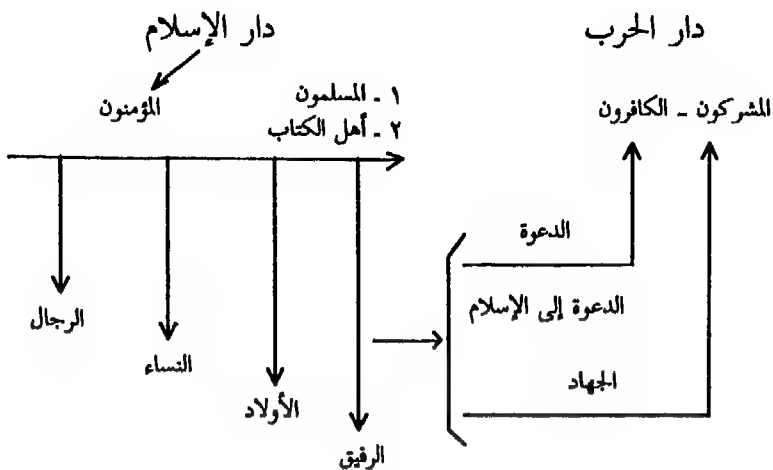 دار الإسلام
دار الحرب
المؤمنون
١ ـ المسلمون
٢ ـ أهل الكتاب
المشركون ـ الكافرون
الرجال
النساء
الأولاد
الرقيق
الدعوة
الدعوة إلى الإسلام
الجهاد